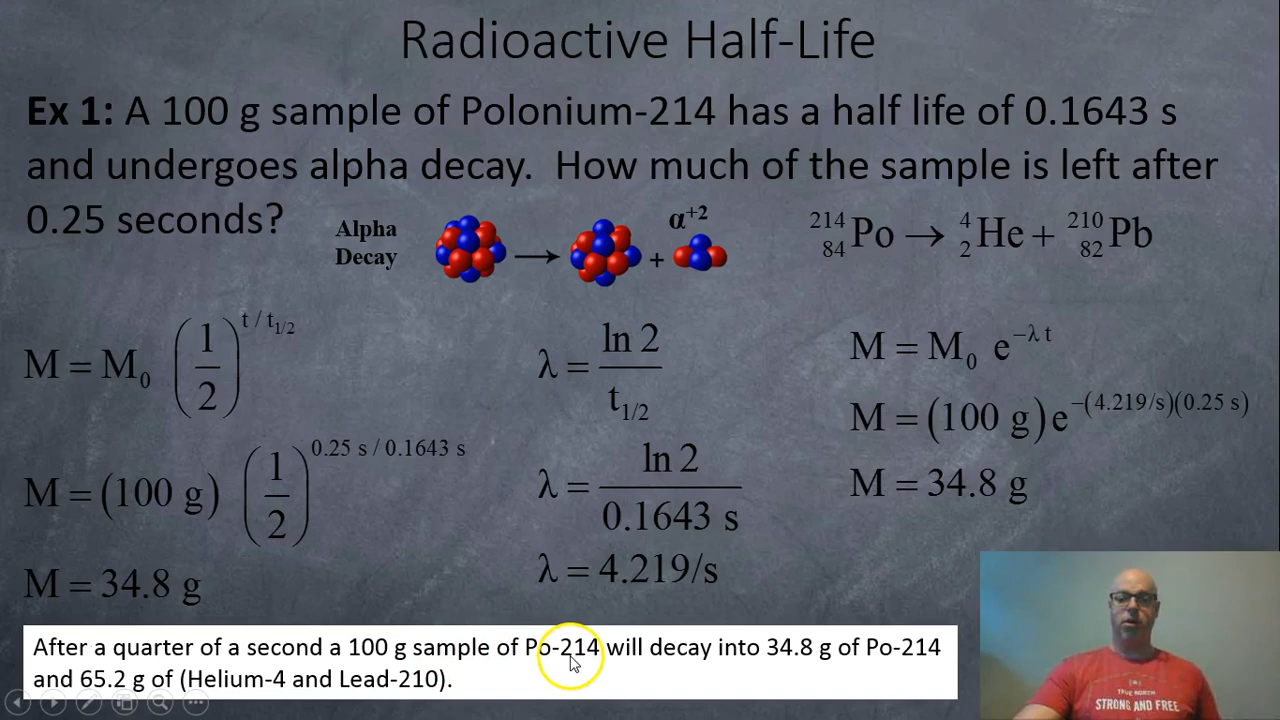 Radioactive Half-Life
Ex 1: A 100 g sample of Polonium-214 has a half life of 0.1643 s
and undergoes alpha decay. How much of the sample is left after
0.25 seconds?
Alpha
Decay
→
+
α⁺²
²¹⁴₈₄Po → ⁴₂He + ²¹⁰₈₂Pb
M = M₀ (1/2)^(t / t₁/₂)
M = (100 g) (1/2)^(0.25 s / 0.1643 s)
M = 34.8 g
λ = ln 2 / t₁/₂
λ = ln 2 / 0.1643 s
λ = 4.219/s
M = M₀ e^(−λ t)
M = (100 g) e^(−(4.219/s)(0.25 s))
M = 34.8 g
After a quarter of a second a 100 g sample of Po-214 will decay into 34.8 g of Po-214
and 65.2 g of (Helium-4 and Lead-210).
TRUE NORTH
STRONG AND FREE